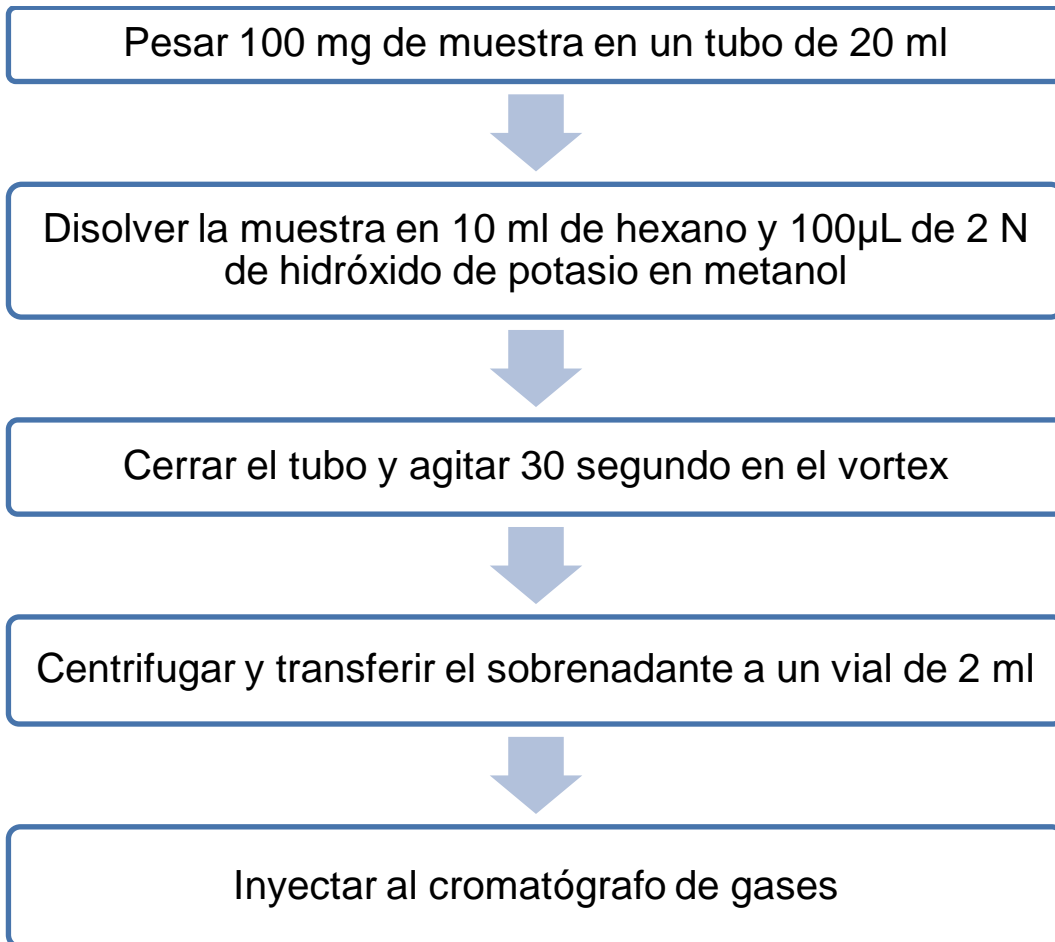 Pesar 100 mg de muestra en un tubo de 20 ml
Disolver la muestra en 10 ml de hexano y 100µL de 2 N
de hidróxido de potasio en metanol
Cerrar el tubo y agitar 30 segundo en el vortex
Centrifugar y transferir el sobrenadante a un vial de 2 ml
Inyectar al cromatógrafo de gases